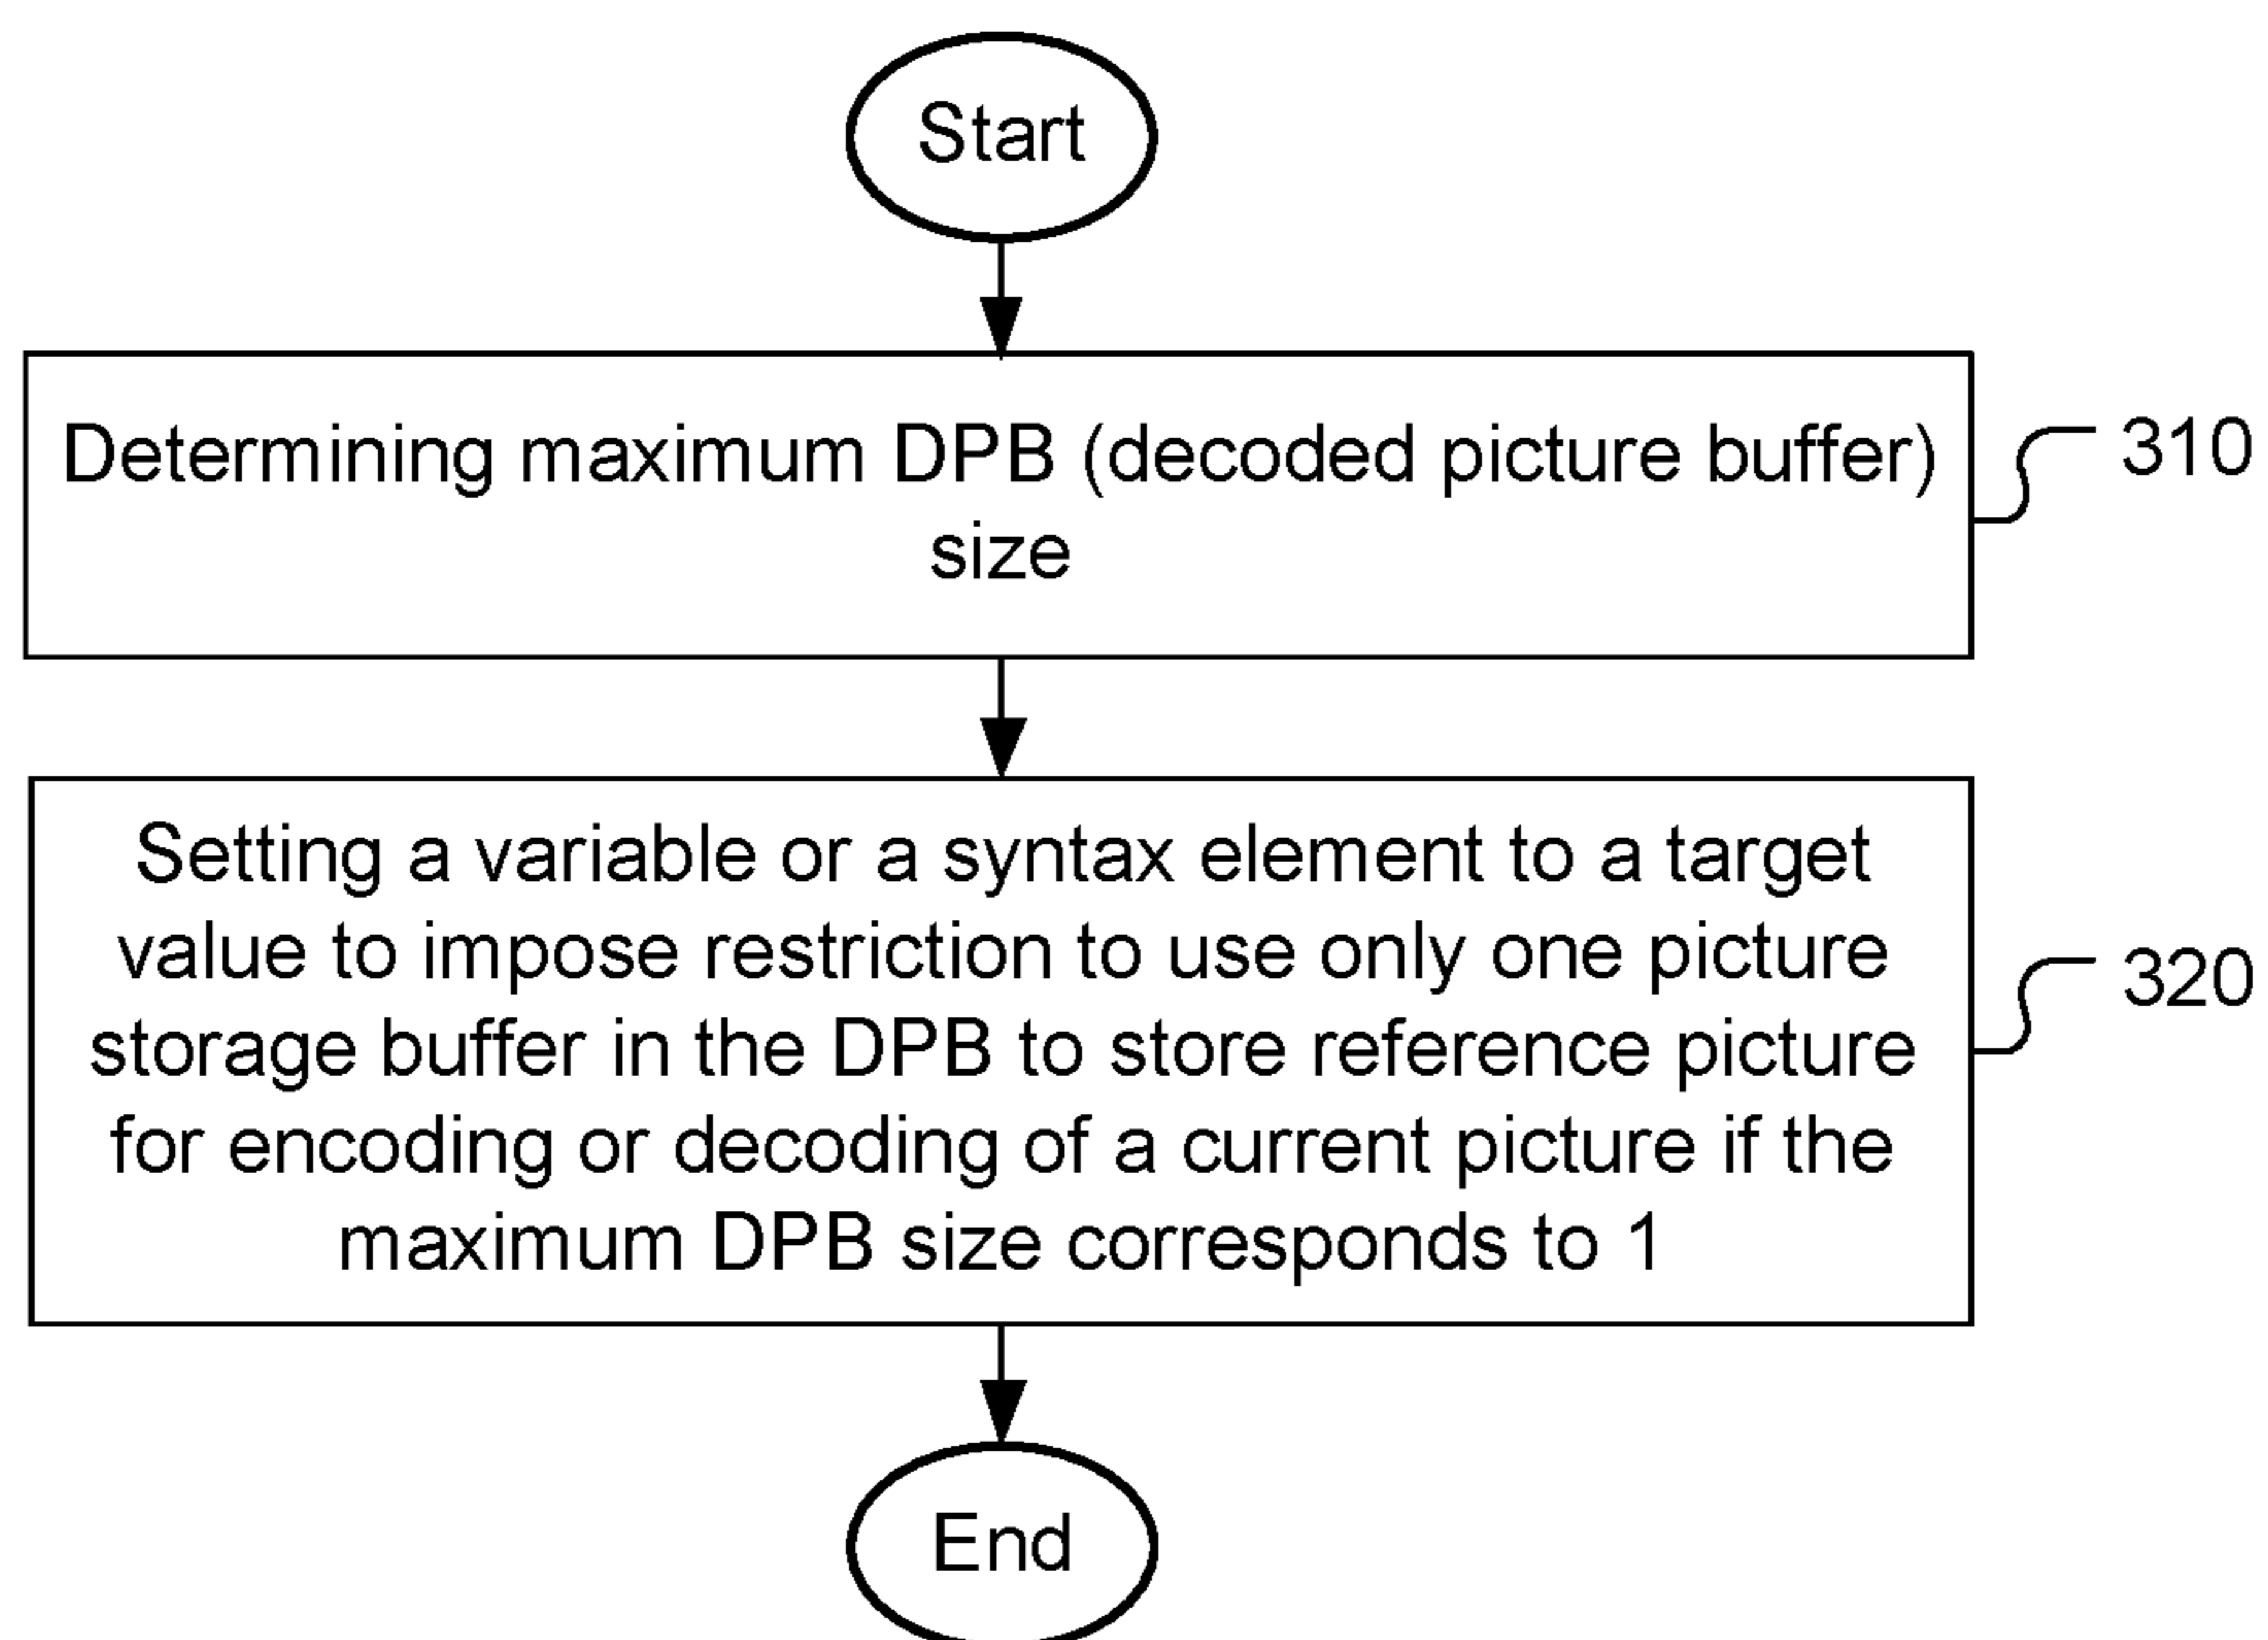 Start
Determining maximum DPB (decoded picture buffer)
size
310
Setting a variable or a syntax element to a target
value to impose restriction to use only one picture
storage buffer in the DPB to store reference picture
for encoding or decoding of a current picture if the
maximum DPB size corresponds to 1
320
End